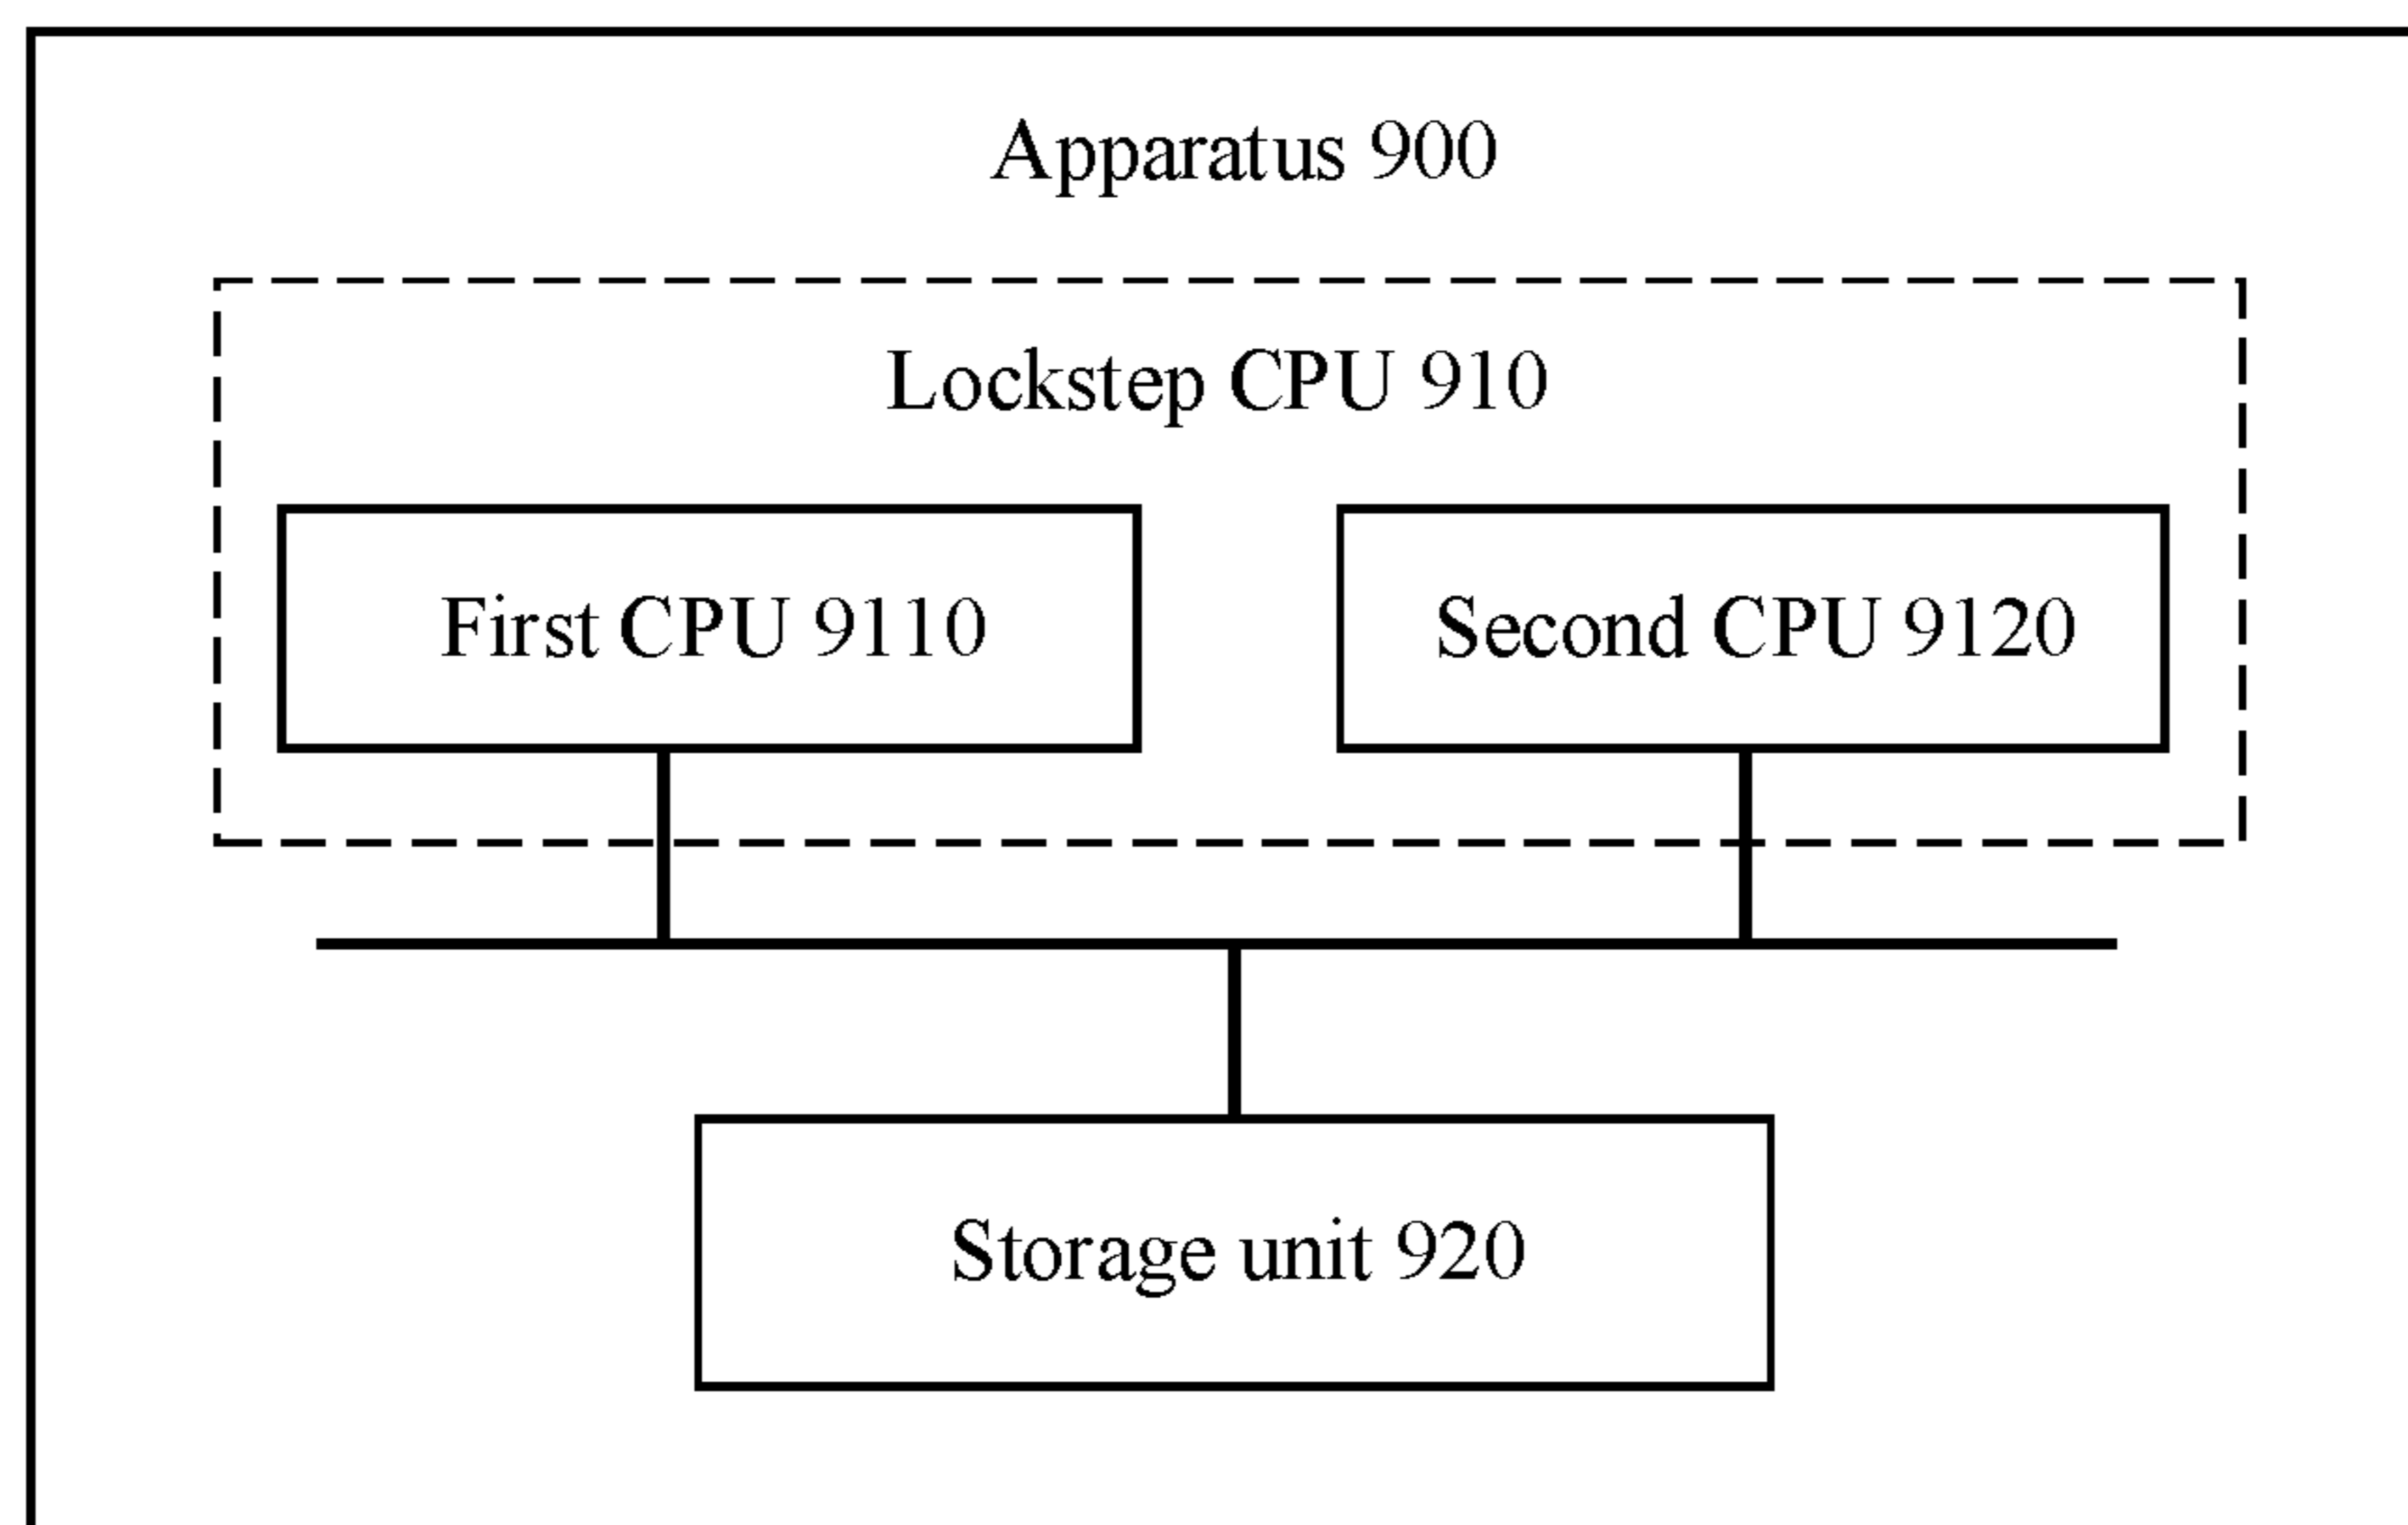 Apparatus 900
Lockstep CPU 910
First CPU 9110
Second CPU 9120
Storage unit 920